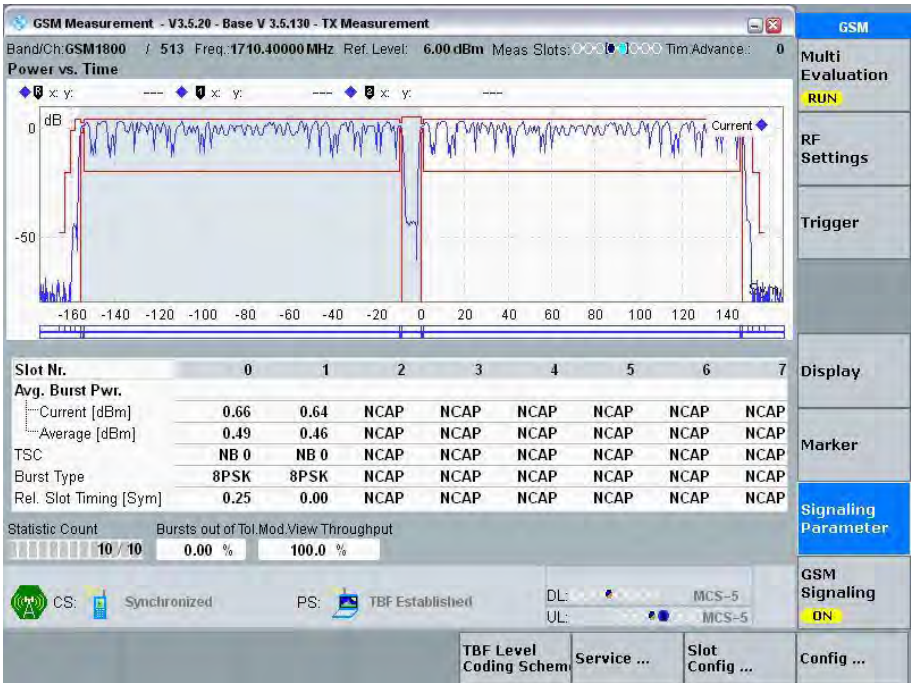 GSM Measurement - V3.5.20 - Base V 3.5.130 - TX Measurement
GSM
Band/Ch:GSM1800 / 513 Freq.:1710.40000 MHz Ref. Level: 6.00 dBm Meas Slots: Tim Advance.: 0
Multi
Evaluation
RUN
Power vs. Time
R x: y: --- 1 x: y: --- 2 x: y: ---
dB
0
Current
-50
Sym
-160 -140 -120 -100 -80 -60 -40 -20 0 20 40 60 80 100 120 140
RF
Settings
Trigger
Slot Nr. 0 1 2 3 4 5 6 7
Avg. Burst Pwr.
Current [dBm] 0.66 0.64 NCAP NCAP NCAP NCAP NCAP NCAP
Average [dBm] 0.49 0.46 NCAP NCAP NCAP NCAP NCAP NCAP
TSC NB 0 NB 0 NCAP NCAP NCAP NCAP NCAP NCAP
Burst Type 8PSK 8PSK NCAP NCAP NCAP NCAP NCAP NCAP
Rel. Slot Timing [Sym] 0.25 0.00 NCAP NCAP NCAP NCAP NCAP NCAP
Display
Marker
Statistic Count Bursts out of Tol. Mod.View Throughput
10 / 10 0.00 % 100.0 %
Signaling
Parameter
CS: Synchronized PS: TBF Established DL: MCS-5
UL: MCS-5
GSM
Signaling
ON
TBF Level
Coding Schem
Service ...
Slot
Config ...
Config ...